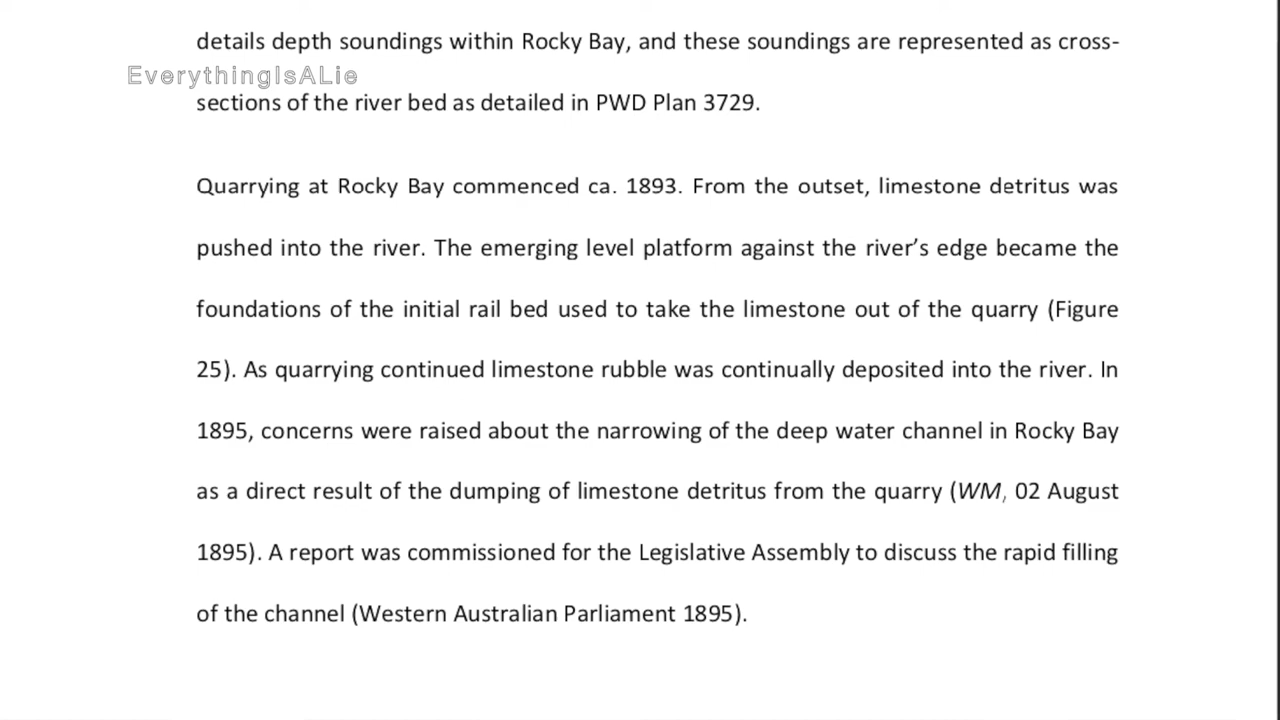 details depth soundings within Rocky Bay, and these soundings are represented as cross-
EverythingIsALie
sections of the river bed as detailed in PWD Plan 3729.
Quarrying at Rocky Bay commenced ca. 1893. From the outset, limestone detritus was
pushed into the river. The emerging level platform against the river’s edge became the
foundations of the initial rail bed used to take the limestone out of the quarry (Figure
25). As quarrying continued limestone rubble was continually deposited into the river. In
1895, concerns were raised about the narrowing of the deep water channel in Rocky Bay
as a direct result of the dumping of limestone detritus from the quarry (WM, 02 August
1895). A report was commissioned for the Legislative Assembly to discuss the rapid filling
of the channel (Western Australian Parliament 1895).